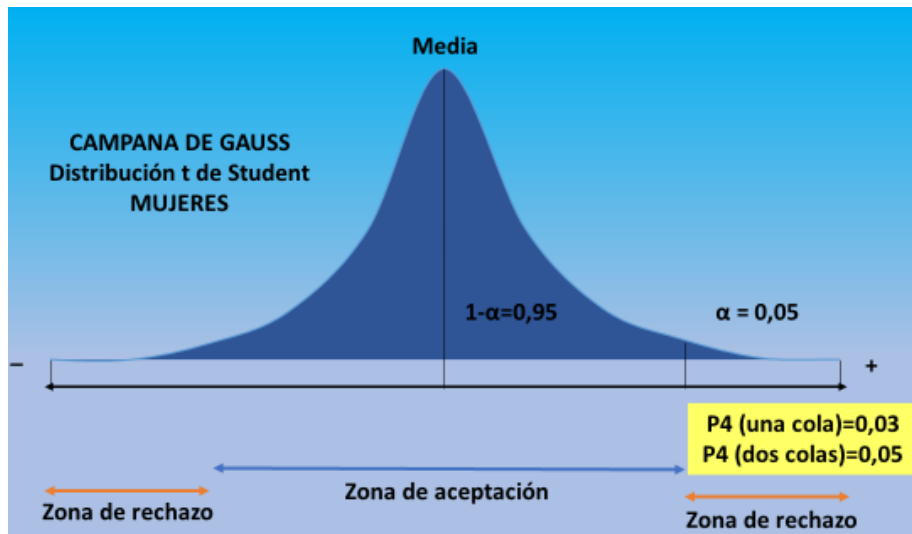 Media
CAMPANA DE GAUSS
Distribución t de Student
MUJERES
1-α=0,95
α = 0,05
–
+
P4 (una cola)=0,03
P4 (dos colas)=0,05
Zona de aceptación
Zona de rechazo
Zona de rechazo